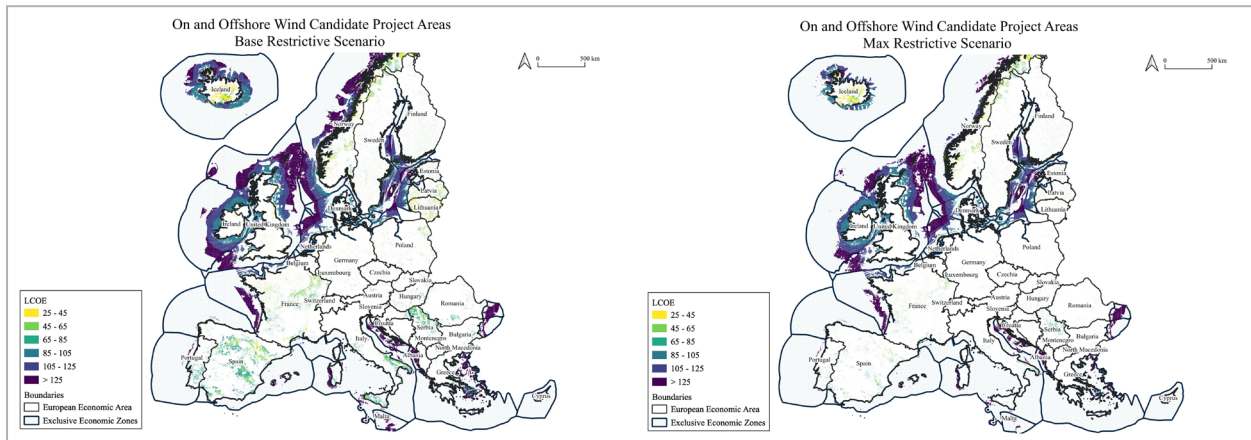 On and Offshore Wind Candidate Project Areas
Base Restrictive Scenario
0
500 km
Iceland
Norway
Finland
Sweden
Estonia
Latvia
Lithuania
Denmark
Ireland
United Kingdom
Netherlands
Poland
Belgium
Germany
Luxembourg
Czechia
Slovakia
France
Switzerland
Austria
Hungary
Slovenia
Romania
Croatia
Serbia
Italy
Montenegro
Bulgaria
North Macedonia
Albania
Portugal
Spain
Greece
Malta
Cyprus
LCOE
25 - 45
45 - 65
65 - 85
85 - 105
105 - 125
> 125
Boundaries
European Economic Area
Exclusive Economic Zones
On and Offshore Wind Candidate Project Areas
Max Restrictive Scenario
0
500 km
Iceland
Norway
Finland
Sweden
Estonia
Latvia
Lithuania
Denmark
Ireland
United Kingdom
Netherlands
Poland
Belgium
Germany
Luxembourg
Czechia
Slovakia
France
Switzerland
Austria
Hungary
Slovenia
Romania
Croatia
Serbia
Italy
Montenegro
Bulgaria
North Macedonia
Albania
Portugal
Spain
Greece
Malta
Cyprus
LCOE
25 - 45
45 - 65
65 - 85
85 - 105
105 - 125
> 125
Boundaries
European Economic Area
Exclusive Economic Zones